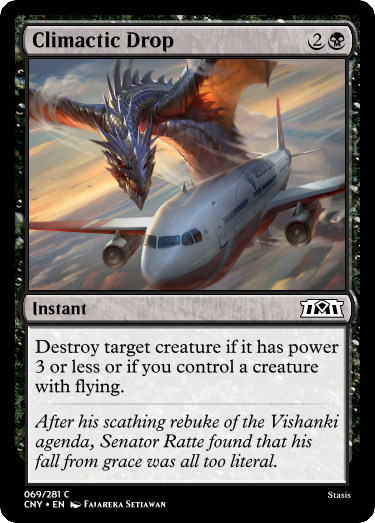 Climactic Drop 2
Instant
Destroy target creature if it has power
3 or less or if you control a creature
with flying.
After his scathing rebuke of the Vishanki
agenda, Senator Ratte found that his
fall from grace was all too literal.
069/281 C
Stasis
CNY • EN Fajareka Setiawan